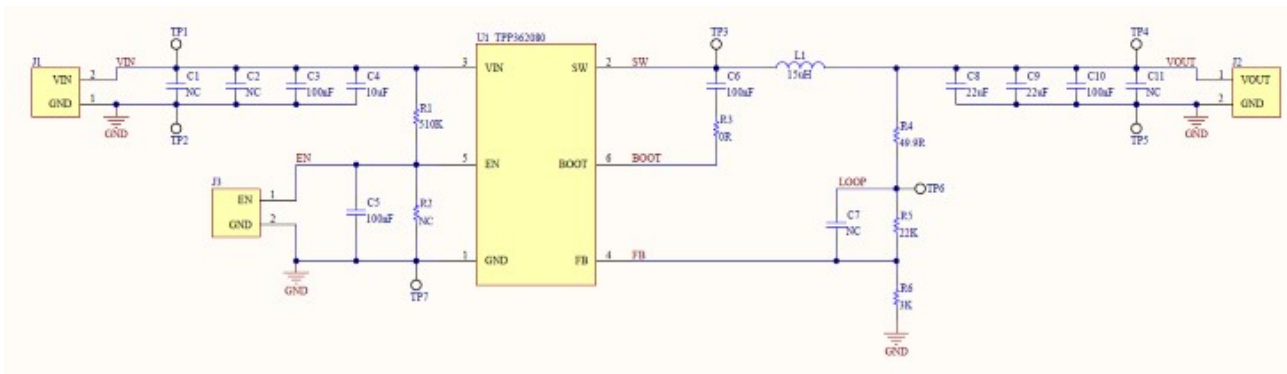 TP1
TP3
TP4
U1 TPP362080
J1
VIN
VIN
2
GND
1
GND
C1
NC
C2
NC
C3
100nF
C4
10uF
TP2
R1
510K
3
VIN
SW
2
SW
C6
100nF
R3
0R
L1
15uH
C8
22uF
C9
22uF
C10
100nF
C11
NC
VOUT
J2
1
VOUT
2
GND
GND
TP5
R4
49.9R
EN
5
EN
BOOT
6
BOOT
J3
EN
1
GND
2
C5
100nF
R2
NC
LOOP
TP6
C7
NC
R5
22K
GND
1
GND
FB
4
FB
TP7
R6
3K
GND